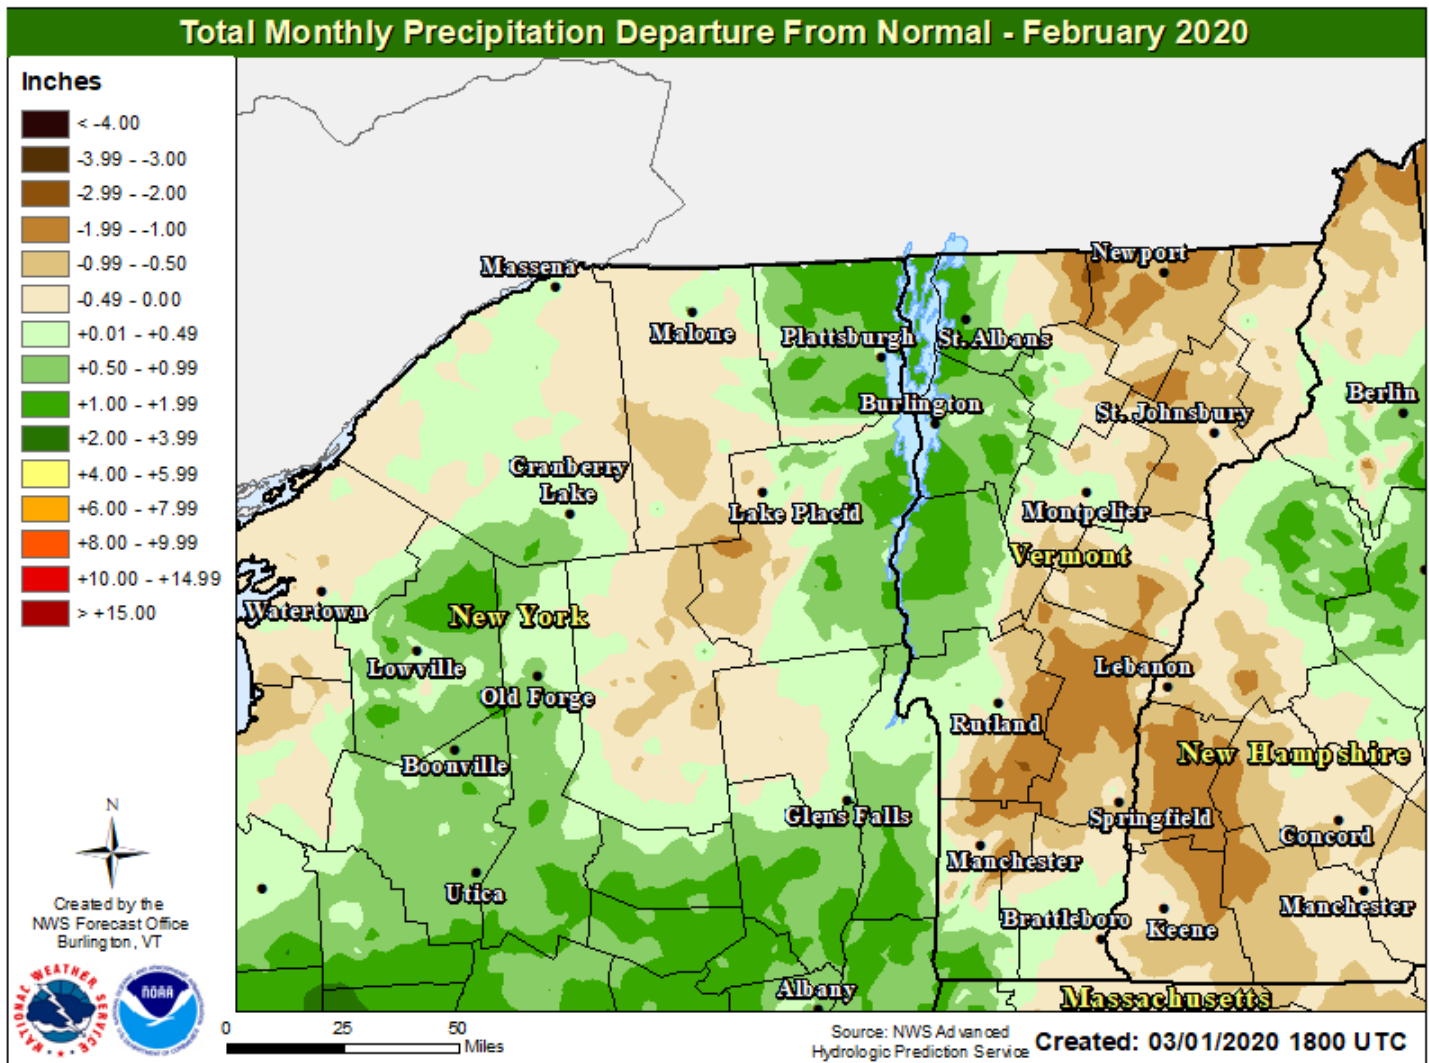 Total Monthly Precipitation Departure From Normal - February 2020
Inches
< -4.00
-3.99 - -3.00
-2.99 - -2.00
-1.99 - -1.00
-0.99 - -0.50
-0.49 - 0.00
+0.01 - +0.49
+0.50 - +0.99
+1.00 - +1.99
+2.00 - +3.99
+4.00 - +5.99
+6.00 - +7.99
+8.00 - +9.99
+10.00 - +14.99
> +15.00
Newport
Massena
Malone
Plattsburgh
St. Albans
Burlington
Berlin
St. Johnsbury
Cranberry
Lake
Lake Placid
Montpelier
Vermont
Watertown
New York
Lowville
Old Forge
Lebanon
Rutland
New Hampshire
Boonville
Glens Falls
Springfield
Concord
Manchester
Utica
Brattleboro
Keene
Manchester
Albany
Massachusetts
N
Created by the
NWS Forecast Office
Burlington, VT
NATIONAL WEATHER SERVICE
NOAA
0 25 50
Miles
Source: NWS Advanced
Hydrologic Prediction Service
Created: 03/01/2020 1800 UTC